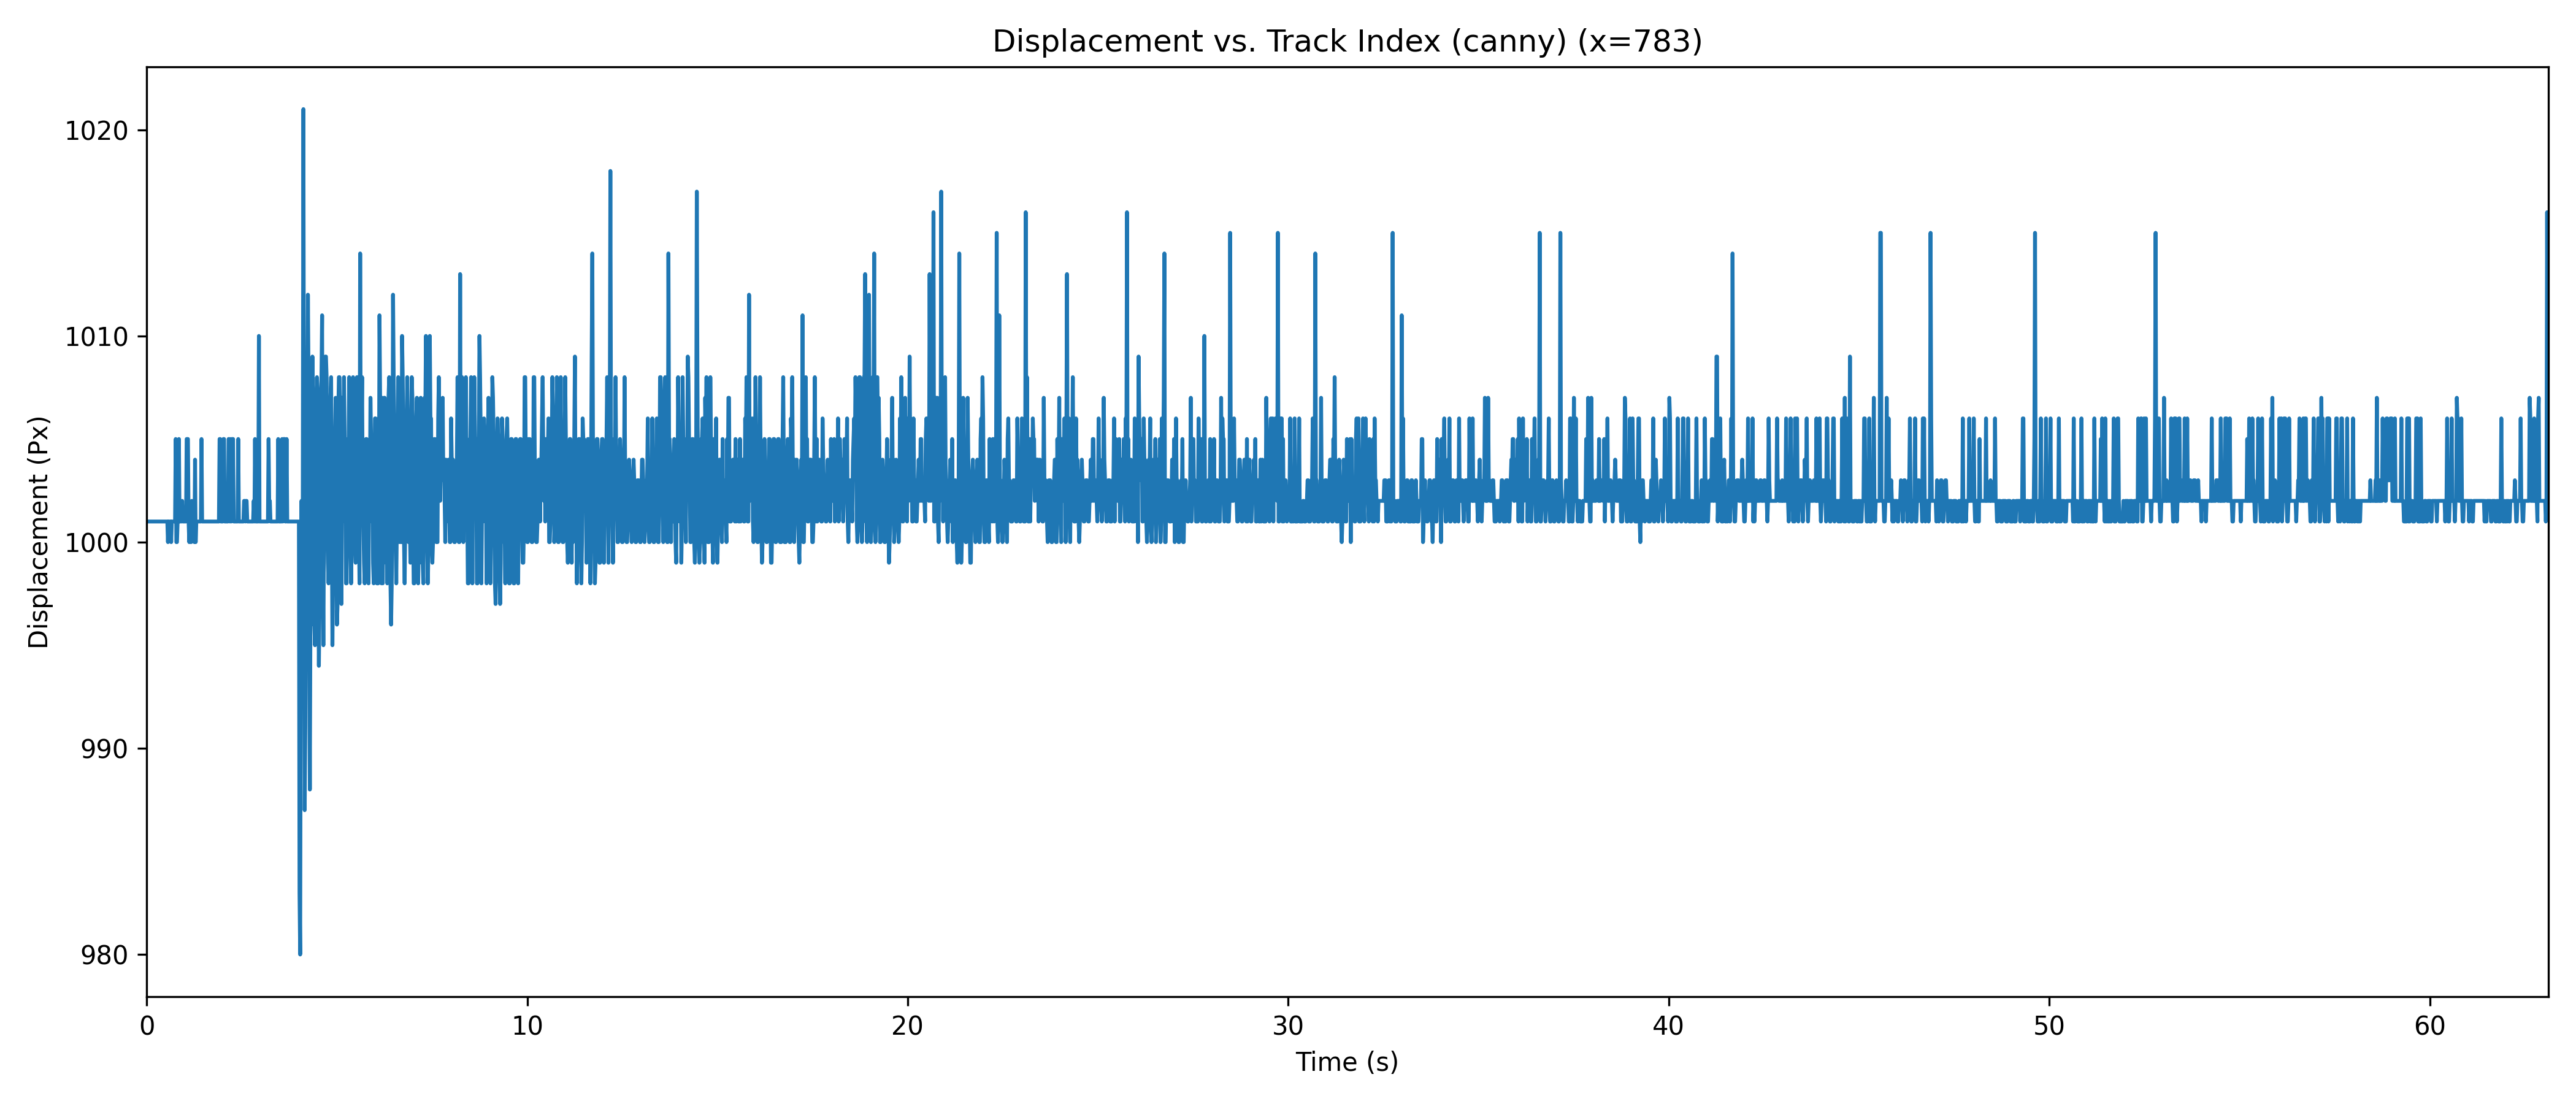 Displacement vs. Track Index (canny) (x=783)
1020
1010
1000
990
980
Displacement (Px)
0 10 20 30 40 50 60
Time (s)